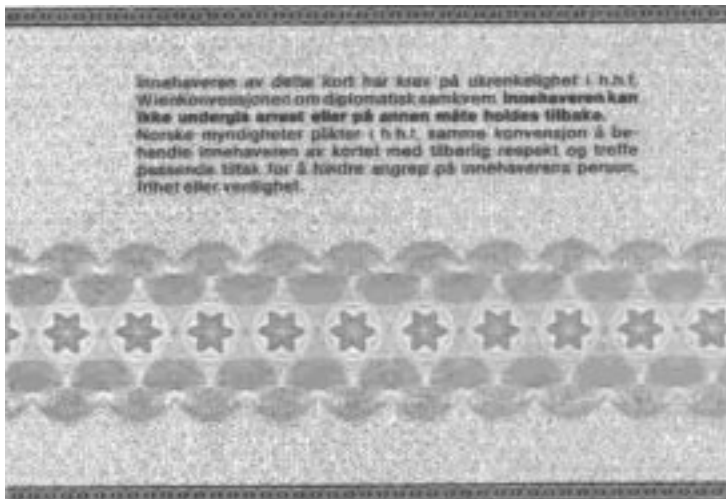 Innehaveren av dette kort har krav på ukrenkelighet i h.h.t.
Wienkonvensjonen om diplomatisk samkvem. Innehaveren kan
ikke undergis arrest eller på annen måte holdes tilbake.
Norske myndigheter plikter i h.h.t. samme konvensjon å be-
handle innehaveren av kortet med tilbørlig respekt og treffe
passende tiltak for å hindre angrep på innehaverens person,
frihet eller verdighet.